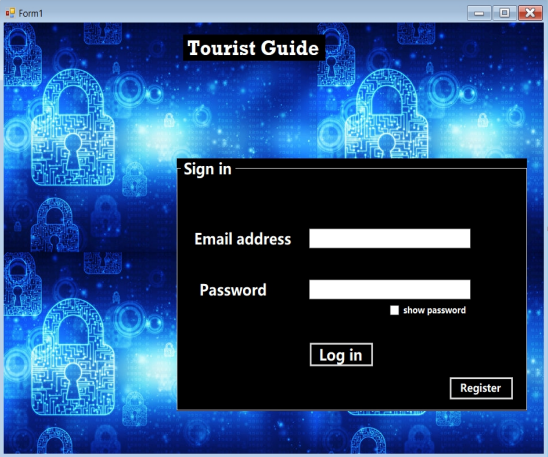 Form1
Tourist Guide
Sign in
Email address
Password
show password
Log in
Register